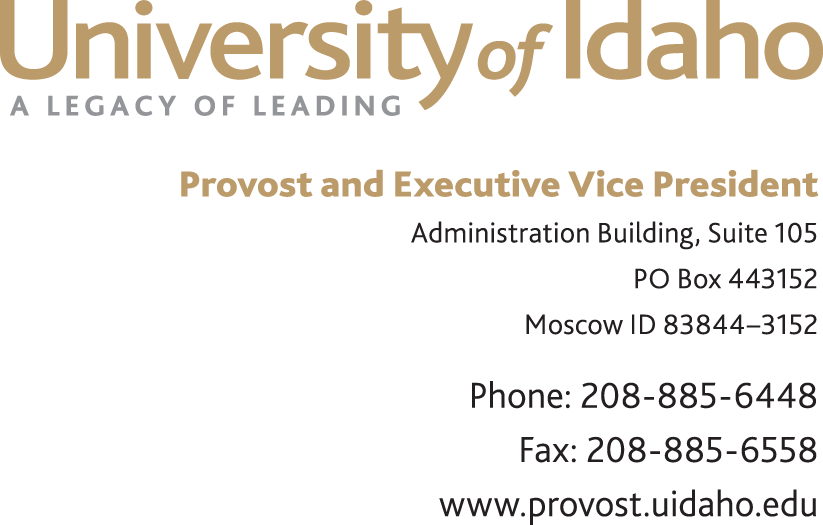 University of Idaho
A LEGACY OF LEADING
Provost and Executive Vice President
Administration Building, Suite 105
PO Box 443152
Moscow ID 83844–3152
Phone: 208-885-6448
Fax: 208-885-6558
www.provost.uidaho.edu